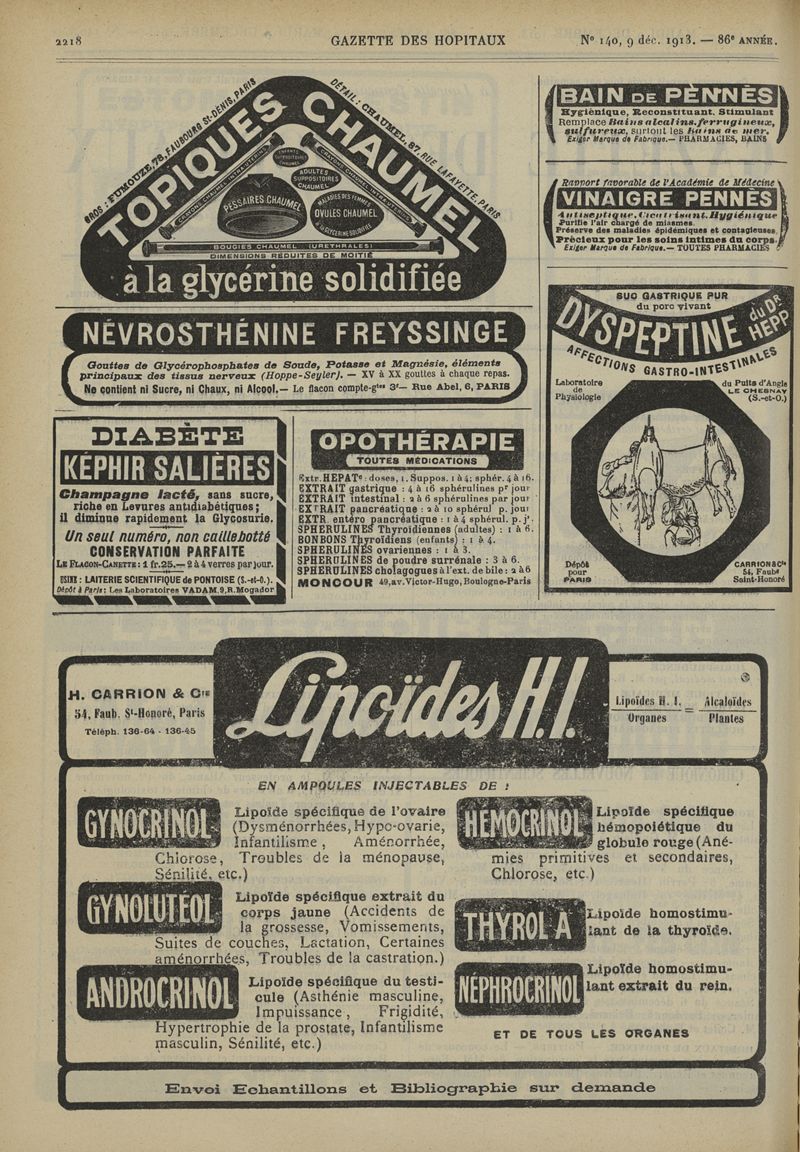 2218 GAZETTE DES HOPITAUX N° 140, 9 déc. 1913. — 86e ANNÉE.
GROS : FUMOUZE, 78, FAUBOURG St-DENIS, PARIS
DÉTAIL : CHAUMEL, 87, RUE LAFAYETTE, PARIS
TOPIQUES CHAUMEL
CRAYONS CHAUMEL INTRA-UTÉRINS
CRAYONS CHAUMEL INTRA-UTÉRINS
ENFANTS
SUPPOSITOIRES
CHAUMEL
ADULTES
SUPPOSITOIRES
CHAUMEL
PESSAIRES CHAUMEL
MALADIES DES FEMMES
OVULES CHAUMEL
à la GLYCÉRINE SOLIDIFIÉE
BOUGIES CHAUMEL (URETHRALES)
DIMENSIONS RÉDUITES DE MOITIÉ
à la glycérine solidifiée
NÉVROSTHÉNINE FREYSSINGE
Gouttes de Glycérophosphates de Soude, Potasse et Magnésie, éléments
principaux des tissus nerveux (Hoppe-Seyler). — XV à XX gouttes à chaque repas.
Ne contient ni Sucre, ni Chaux, ni Alcool. — Le flacon compte-gttes 3f — Rue Abel, 6, PARIS
DIABÈTE
KÉPHIR SALIÈRES
Champagne lacté, sans sucre,
riche en Levures antidiabétiques ;
il diminue rapidement la Glycosurie.
Un seul numéro, non caillebotté
CONSERVATION PARFAITE
LE FLACON-CANETTE : 1 fr. 25. — 2 à 4 verres par jour.
USINE : LAITERIE SCIENTIFIQUE de PONTOISE (S.-et-O.).
Dépôt à Paris : Les Laboratoires VADAM. 9, R. Mogador
OPOTHÉRAPIE
TOUTES MÉDICATIONS
Extr. HEPATe : doses, 1. Suppos. 1 à 4 ; sphér. 4 à 16.
EXTRAIT gastrique : 4 à 16 sphérulines pr jour
EXTRAIT intestinal : 2 à 6 sphérulines par jour
EXTRAIT pancréatique : 2 à 10 sphérul p. jour
EXTR. entéro pancréatique : 1 à 4 sphérul. p. jr.
SPHERULINES Thyroïdiennes (adultes) : 1 à 6.
BONBONS Thyroïdiens (enfants) : 1 à 4.
SPHERULINES ovariennes : 1 à 3.
SPHERULINES de poudre surrénale : 3 à 6.
SPHERULINES cholagogues à l'ext. de bile : 2 à 6
MONCOUR 49, av. Victor-Hugo, Boulogne-Paris
BAIN DE PENNÈS
Hygiénique, Reconstituant. Stimulant
Remplace Bains alcalins, ferrugineux,
sulfureux, surtout les Bains de mer.
Exiger Marque de Fabrique. — PHARMACIES, BAINS
Rapport favorable de l'Académie de Médecine
VINAIGRE PENNÈS
Antiseptique, Cicatrisant, Hygiénique
Purifie l'air chargé de miasmes.
Préserve des maladies épidémiques et contagieuses.
Précieux pour les soins intimes du corps.
Exiger Marque de Fabrique. — TOUTES PHARMACIES
SUC GASTRIQUE PUR
du porc vivant
DYSPEPTINE du Dr HEPP
AFFECTIONS GASTRO-INTESTINALES
Laboratoire
de
Physiologie
du Puits d'Angle
LE CHESNAY
(S.-et-O.)
Dépôt
pour
PARIS
CARRION & Cie
54, Faubg
Saint-Honoré
H. CARRION & Cie
54, Faub. St-Honoré, Paris
Téléph. 136-64 - 136-45
Lipoïdes H.I.
Lipoïdes H. I. = Alcaloïdes
Organes Plantes
EN AMPOULES INJECTABLES DE :
GYNOCRINOL
Lipoïde spécifique de l'ovaire
(Dysménorrhées, Hypo-ovarie,
Infantilisme, Aménorrhée,
Chlorose, Troubles de la ménopause,
Sénilité, etc.)
GYNOLUTÉOL
Lipoïde spécifique extrait du
corps jaune (Accidents de
la grossesse, Vomissements,
Suites de couches, Lactation, Certaines
aménorrhées, Troubles de la castration.)
ANDROCRINOL
Lipoïde spécifique du testi-
cule (Asthénie masculine,
Impuissance, Frigidité,
Hypertrophie de la prostate, Infantilisme
masculin, Sénilité, etc.)
HÉMOCRINOL
Lipoïde spécifique
hémopoiétique du
globule rouge (Ané-
mies primitives et secondaires,
Chlorose, etc.)
THYROL A
Lipoïde homostimu-
lant de la thyroïde.
NÉPHROCRINOL
Lipoïde homostimu-
lant extrait du rein.
ET DE TOUS LES ORGANES
Envoi Echantillons et Bibliographie sur demande